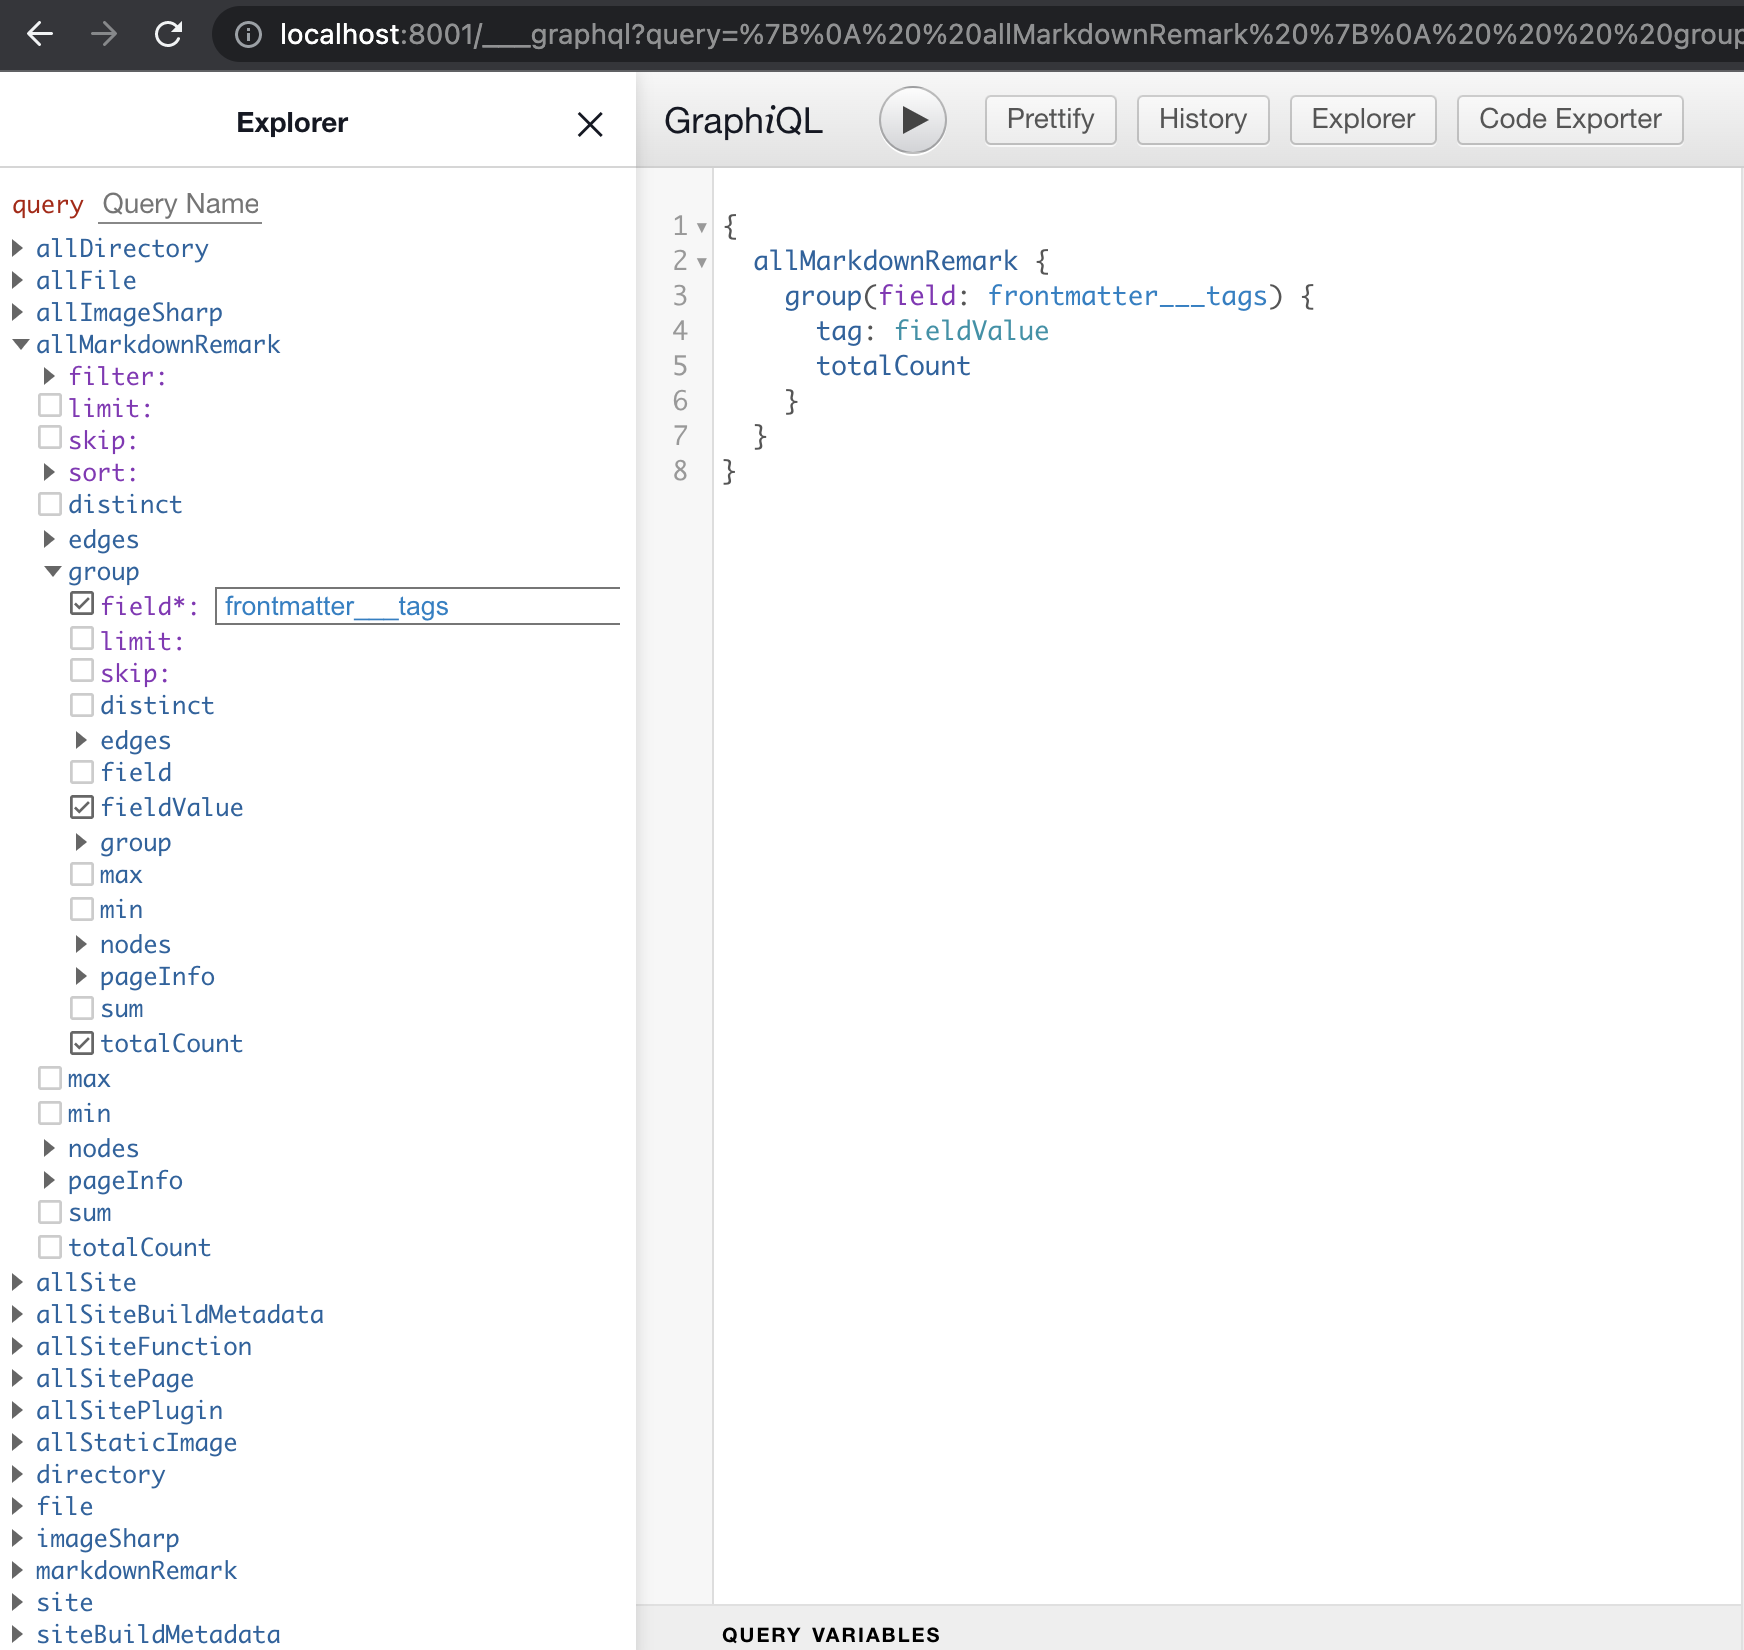 localhost:8001/___graphql?query=%7B%0A%20%20allMarkdownRemark%20%7B%0A%20%20%20%20group
Explorer
GraphiQL
Prettify
History
Explorer
Code Exporter
query Query Name
allDirectory
allFile
allImageSharp
allMarkdownRemark
filter:
limit:
skip:
sort:
distinct
edges
group
field*: frontmatter___tags
limit:
skip:
distinct
edges
field
fieldValue
group
max
min
nodes
pageInfo
sum
totalCount
max
min
nodes
pageInfo
sum
totalCount
allSite
allSiteBuildMetadata
allSiteFunction
allSitePage
allSitePlugin
allStaticImage
directory
file
imageSharp
markdownRemark
site
siteBuildMetadata
1 {
2 allMarkdownRemark {
3 group(field: frontmatter___tags) {
4 tag: fieldValue
5 totalCount
6 }
7 }
8 }
QUERY VARIABLES